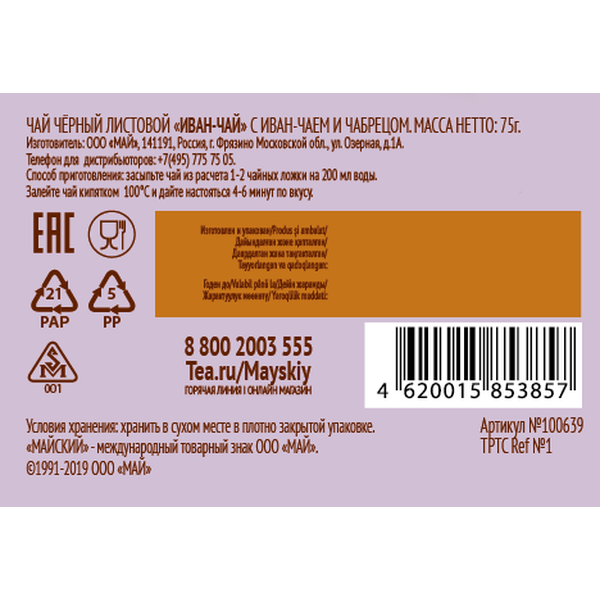 ЧАЙ ЧЁРНЫЙ ЛИСТОВОЙ «ИВАН-ЧАЙ» С ИВАН-ЧАЕМ И ЧАБРЕЦОМ. МАССА НЕТТО: 75г.
Изготовитель: ООО «МАЙ», 141191, Россия, г. Фрязино Московской обл., ул. Озерная, д.1А.
Телефон для дистрибьюторов: +7(495) 775 75 05.
Способ приготовления: засыпьте чай из расчета 1-2 чайных ложки на 200 мл воды.
Залейте чай кипятком 100°С и дайте настояться 4-6 минут по вкусу.
EAC
Изготовлен и упакован/Produs și ambalat/
Дайындалған және қапталған/
Даярдалган жана таңгакталган/
Tayyorlangan va qadoqlangan:
Годен до/Valabil până la/Дейін жарамды/
Жарактуулук мөөнөтү/Yaroqlilik muddati:
21
PAP
5
PP
001
8 800 2003 555
Tea.ru/Mayskiy
ГОРЯЧАЯ ЛИНИЯ І ОНЛАЙН МАГАЗИН
4 620015 853857
Условия хранения: хранить в сухом месте в плотно закрытой упаковке.
«МАЙСКИЙ» - международный товарный знак ООО «МАЙ».
©1991-2019 ООО «МАЙ»
Артикул №100639
ТРТС Ref №1